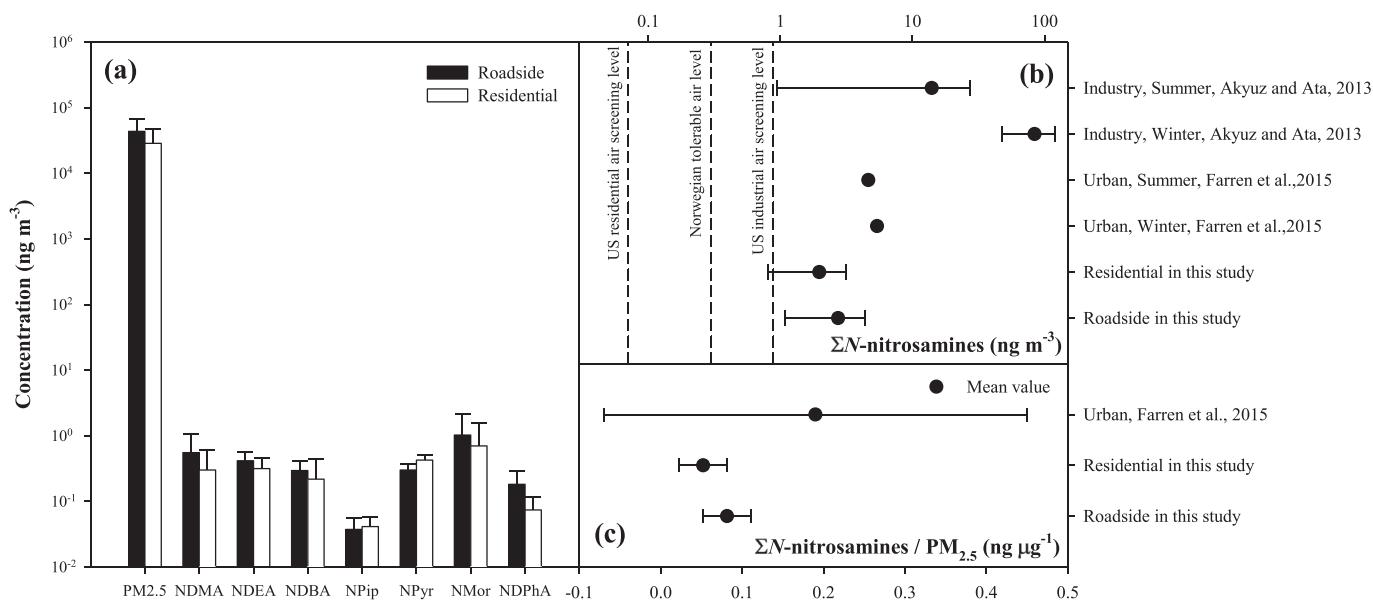 0.1 1 10 100
(a)
Roadside
Residential
Concentration (ng m-3)
10^6
10^5
10^4
10^3
10^2
10^1
10^0
10^-1
10^-2
PM2.5 NDMA NDEA NDBA NPip NPyr NMor NDPhA
(b)
US residential air screening level
Norwegian tolerable air level
US industrial air screening level
Industry, Summer, Akyuz and Ata, 2013
Industry, Winter, Akyuz and Ata, 2013
Urban, Summer, Farren et al.,2015
Urban, Winter, Farren et al.,2015
Residential in this study
Roadside in this study
ΣN-nitrosamines (ng m-3)
Mean value
Urban, Farren et al., 2015
Residential in this study
Roadside in this study
(c)
ΣN-nitrosamines / PM2.5 (ng μg-1)
-0.1 0.0 0.1 0.2 0.3 0.4 0.5